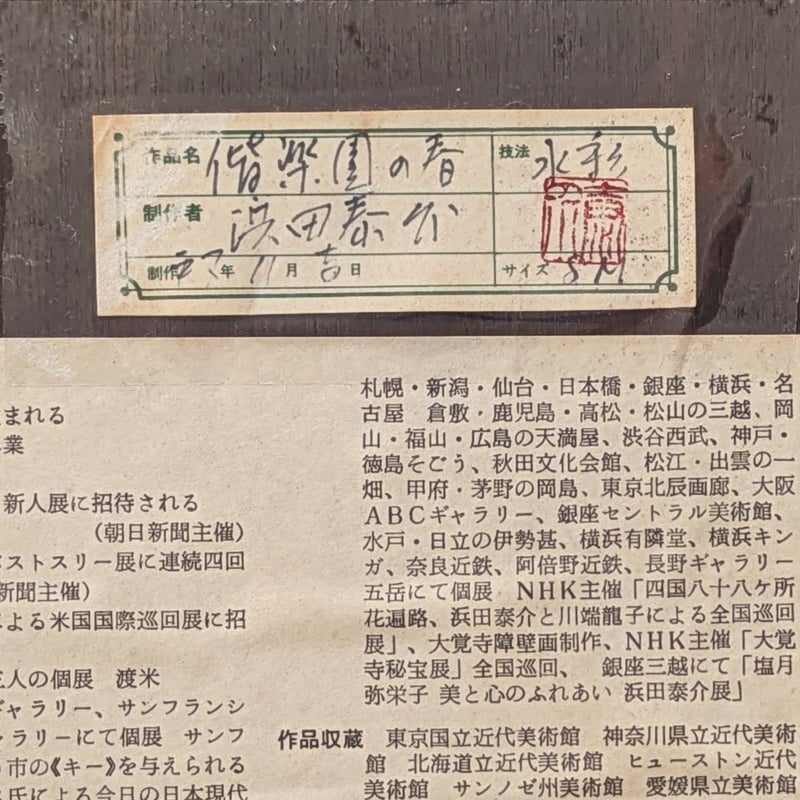 作品名 偕楽園の春
技法 水彩
制作者 浜田泰介
制作 年 11月吉日
サイズ SM
まれる
業
新人展に招待される
(朝日新聞主催)
ストスリー展に連続四回
新聞主催)
よる米国国際巡回展に招
人の個展 渡米
ギャラリー、サンフランシ
ラリーにて個展 サンフ
市の《キー》を与えられる
氏による今日の日本現代
札幌・新潟・仙台・日本橋・銀座・横浜・名
古屋 倉敷・鹿児島・高松・松山の三越、岡
山・福山・広島の天満屋、渋谷西武、神戸・
徳島そごう、秋田文化会館、松江・出雲の一
畑、甲府・茅野の岡島、東京北辰画廊、大阪
ABCギャラリー、銀座セントラル美術館、
水戸・日立の伊勢甚、横浜有隣堂、横浜キン
ガ、奈良近鉄、阿倍野近鉄、長野ギャラリー
五岳にて個展 NHK主催「四国八十八ケ所
花遍路、浜田泰介と川端龍子による全国巡回
展」、大覚寺障壁画制作、NHK主催「大覚
寺秘宝展」全国巡回、 銀座三越にて「塩月
弥栄子 美と心のふれあい 浜田泰介展」
作品収蔵 東京国立近代美術館 神奈川県立近代美術
館 北海道立近代美術館 ヒューストン近代
美術館 サンノゼ州美術館 愛媛県立美術館